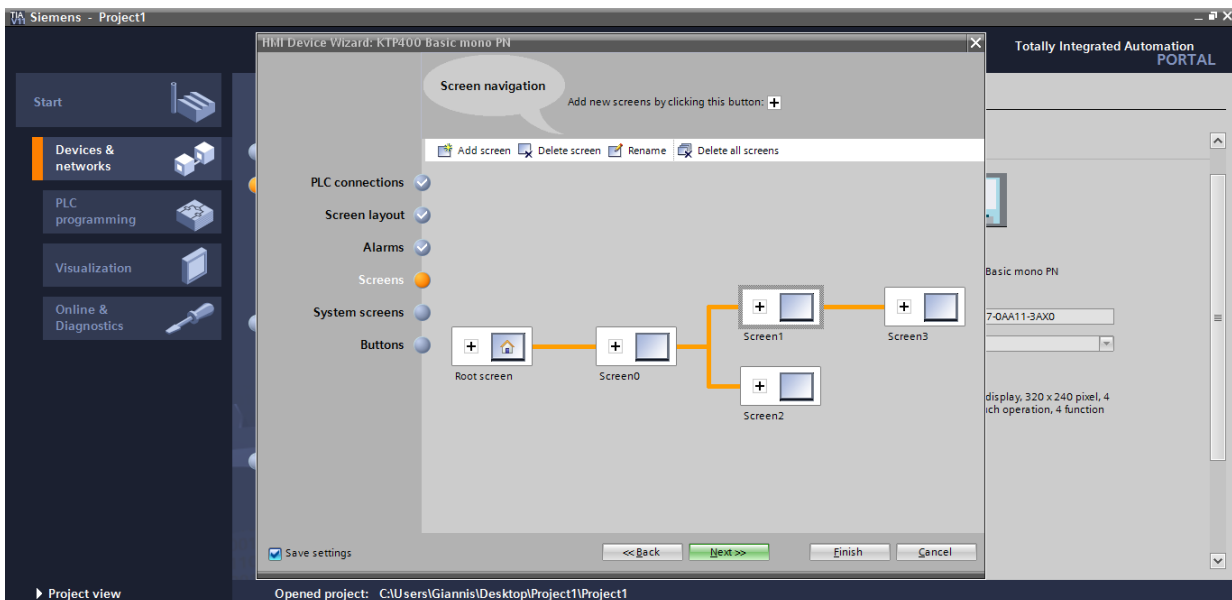 Siemens - Project1
Totally Integrated Automation
PORTAL
HMI Device Wizard: KTP400 Basic mono PN
Screen navigation
Add new screens by clicking this button:
Add screen Delete screen Rename Delete all screens
Start
Devices &
networks
PLC
programming
Visualization
Online &
Diagnostics
PLC connections
Screen layout
Alarms
Screens
System screens
Buttons
Root screen
Screen0
Screen1
Screen3
Screen2
Basic mono PN
7-0AA11-3AX0
display, 320 x 240 pixel, 4
ch operation, 4 function
Save settings
<<Back
Next >>
Finish
Cancel
Project view
Opened project: C:\Users\Giannis\Desktop\Project1\Project1